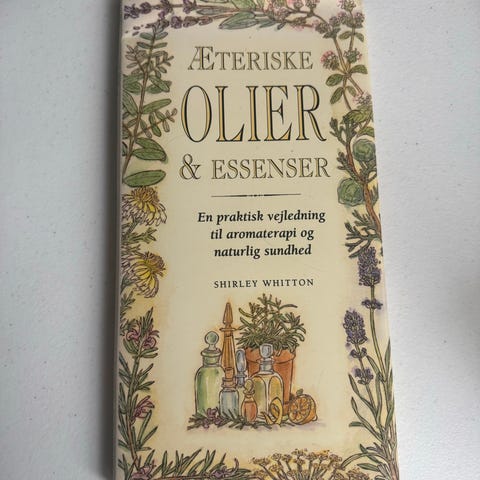 ÆTERISKE
OLIER
& ESSENSER
En praktisk vejledning
til aromaterapi og
naturlig sundhed
SHIRLEY WHITTON